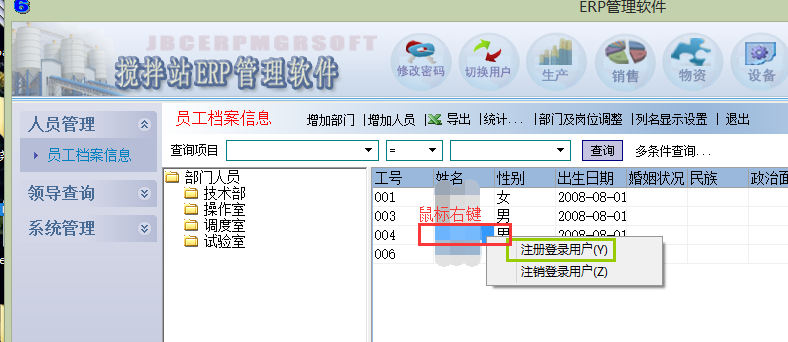 6
ERP管理软件
JBCERPMGRSOFT
搅拌站ERP管理软件
修改密码 切换用户 生产 销售 物资 设备
人员管理
员工档案信息
领导查询
系统管理
员工档案信息 增加部门 |增加人员 | 导出 |统计... |部门及岗位调整 |列名显示设置 | 退出
查询项目 = 查询 多条件查询...
部门人员
技术部
操作室
调度室
试验室
工号 姓名 性别 出生日期 婚姻状况 民族 政治面
001 女 2008-08-01
鼠标右键
003 男 2008-08-01
004 男
006
注册登录用户(Y)
注销登录用户(Z)